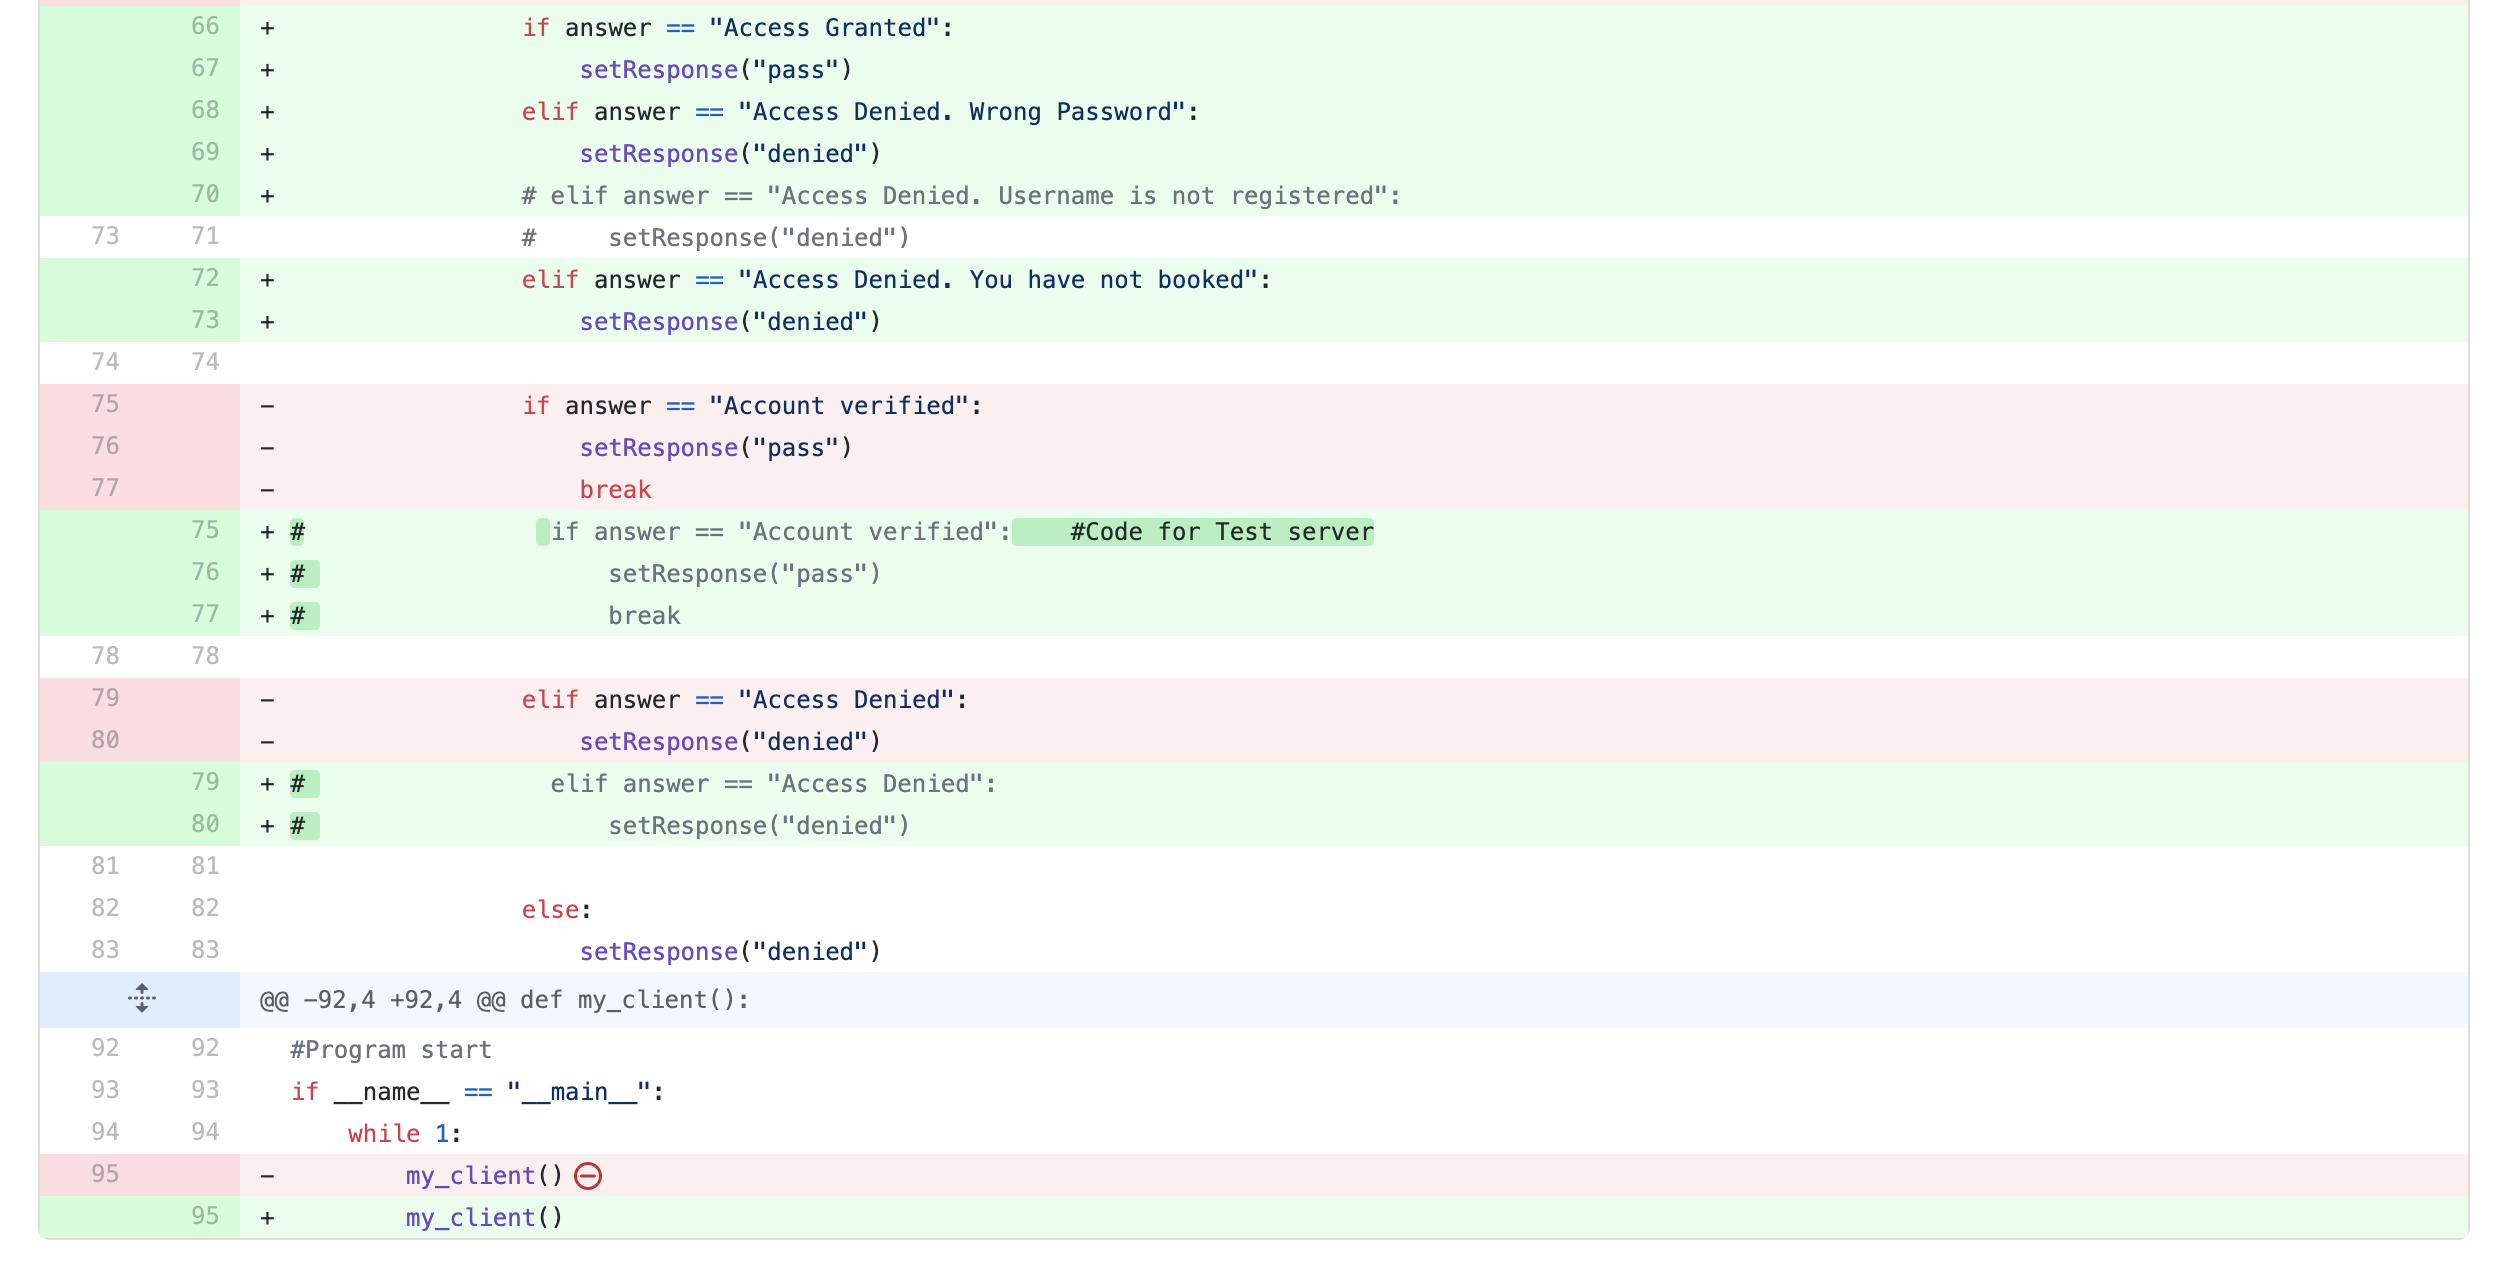 66 +                if answer == "Access Granted":
67 +                    setResponse("pass")
68 +                elif answer == "Access Denied. Wrong Password":
69 +                    setResponse("denied")
70 +                # elif answer == "Access Denied. Username is not registered":
73 71                 #     setResponse("denied")
72 +                elif answer == "Access Denied. You have not booked":
73 +                    setResponse("denied")
74 74
75 -                if answer == "Account verified":
76 -                    setResponse("pass")
77 -                    break
75 + #                 if answer == "Account verified":    #Code for Test server
76 + #                     setResponse("pass")
77 + #                     break
78 78
79 -                elif answer == "Access Denied":
80 -                    setResponse("denied")
79 + #                 elif answer == "Access Denied":
80 + #                     setResponse("denied")
81 81
82 82                 else:
83 83                     setResponse("denied")
@@ -92,4 +92,4 @@ def my_client():
92 92 #Program start
93 93 if __name__ == "__main__":
94 94     while 1:
95 -        my_client()
95 +        my_client()